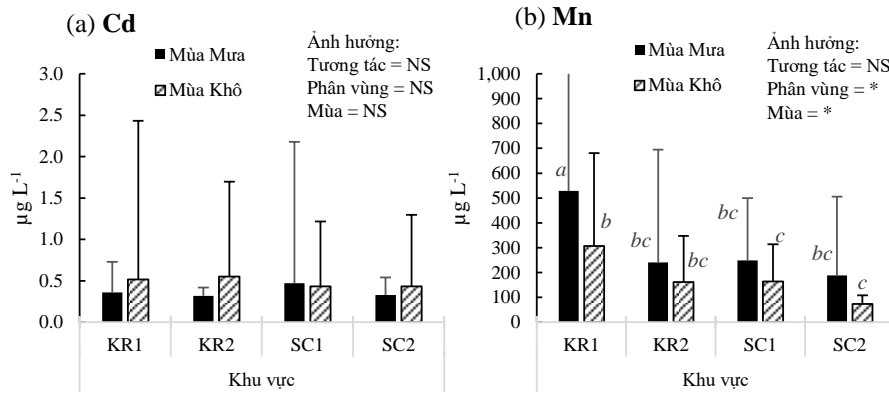 (a) Cd
Mùa Mưa
Mùa Khô
Ảnh hưởng:
Tương tác = NS
Phân vùng = NS
Mùa = NS
µg L-1
3.0
2.5
2.0
1.5
1.0
0.5
0.0
KR1 KR2 SC1 SC2
Khu vực
(b) Mn
Mùa Mưa
Mùa Khô
Ảnh hưởng:
Tương tác = NS
Phân vùng = *
Mùa = *
µg L-1
1,000
900
800
700
600
500
400
300
200
100
0
a
b
bc
bc
bc
c
bc
c
KR1 KR2 SC1 SC2
Khu vực